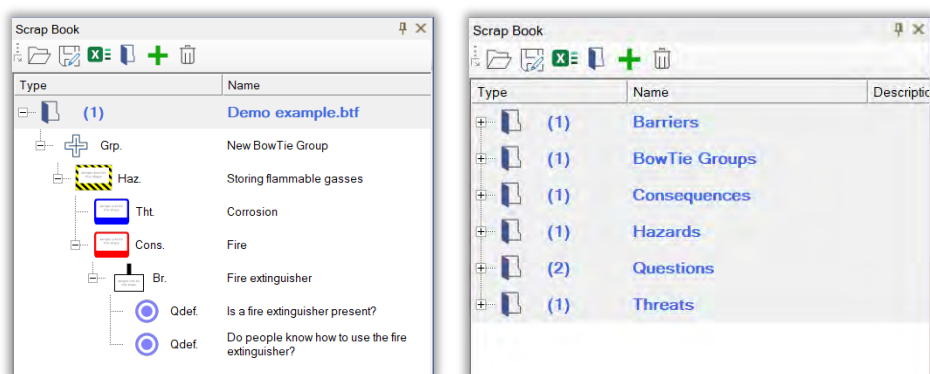 Scrap Book
Type Name
(1) Demo example.btf
Grp. New BowTie Group
Haz. Storing flammable gasses
Tht. Corrosion
Cons. Fire
Br. Fire extinguisher
Qdef. Is a fire extinguisher present?
Qdef. Do people know how to use the fire
extinguisher?
Scrap Book
Type Name Descriptic
(1) Barriers
(1) BowTie Groups
(1) Consequences
(1) Hazards
(2) Questions
(1) Threats